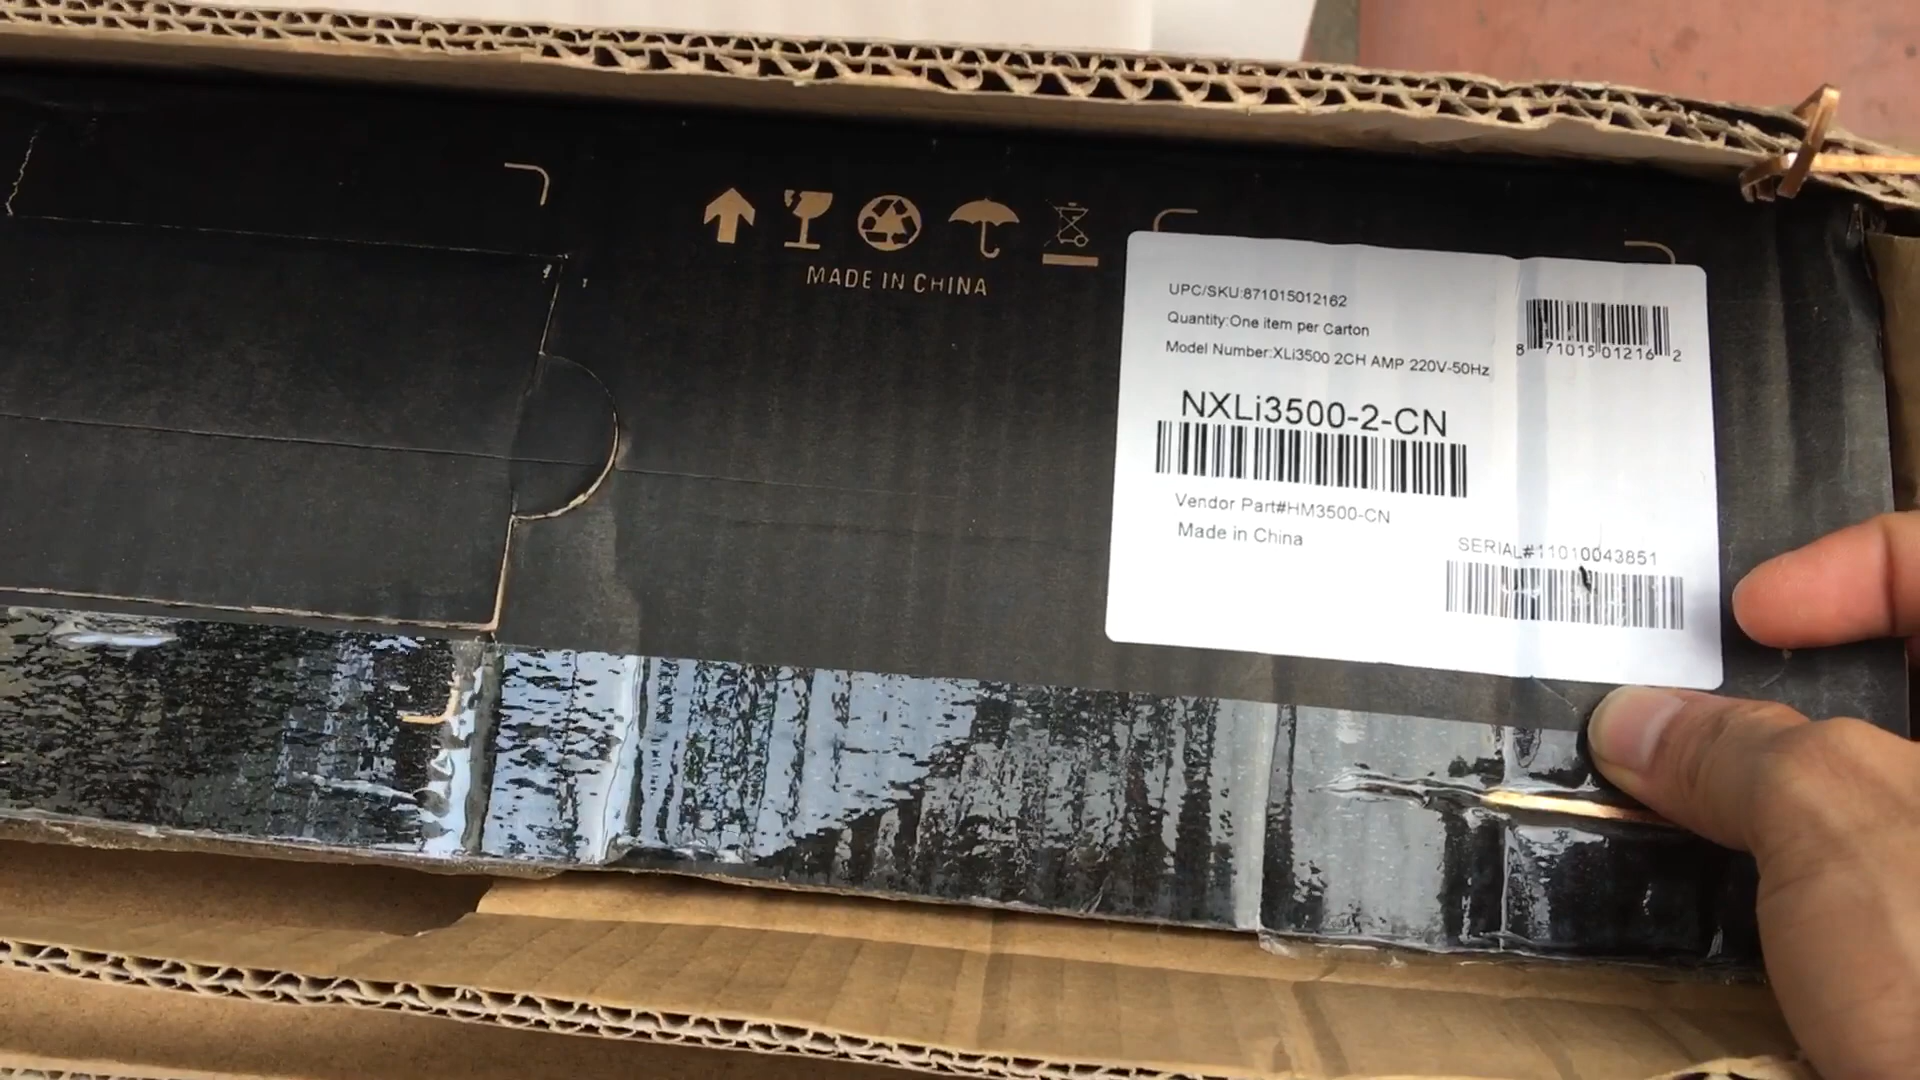 MADE IN CHINA
UPC/SKU:871015012162
Quantity:One item per Carton
Model Number:XLi3500 2CH AMP 220V-50Hz
8 71015 01216 2
NXLi3500-2-CN
Vendor Part#HM3500-CN
Made in China
SERIAL#11010043851